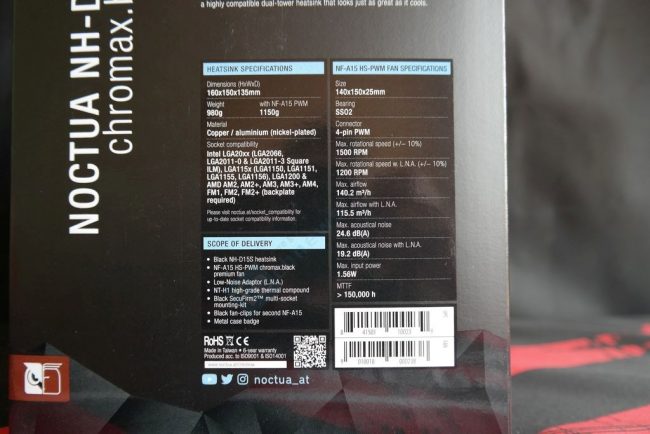 a highly compatible dual-tower heatsink that looks just as great as it cools.
NOCTUA NH-D
chromax.
HEATSINK SPECIFICATIONS
Dimensions (HxWxD)
160x150x135mm
Weight with NF-A15 PWM
980g 1150g
Material
Copper / aluminium (nickel-plated)
Socket compatibility
Intel LGA20xx (LGA2066,
LGA2011-0 & LGA2011-3 Square
ILM), LGA115x (LGA1150, LGA1151,
LGA1155, LGA1156), LGA1200 &
AMD AM2, AM2+, AM3, AM3+, AM4,
FM1, FM2, FM2+ (backplate
required)
Please visit noctua.at/socket_compatibility for
up-to-date socket compatibility information.
SCOPE OF DELIVERY
• Black NH-D15S heatsink
• NF-A15 HS-PWM chromax.black
premium fan
• Low-Noise Adaptor (L.N.A.)
• NT-H1 high-grade thermal compound
• Black SecuFirm2™ multi-socket
mounting-kit
• Black fan-clips for second NF-A15
• Metal case badge
RoHS CE
Made in Taiwan • 6-year warranty
Produced acc. to ISO9001 & ISO14001
noctua_at
NF-A15 HS-PWM FAN SPECIFICATIONS
Size
140x150x25mm
Bearing
SSO2
Connector
4-pin PWM
Max. rotational speed (+/- 10%)
1500 RPM
Max. rotational speed w. L.N.A. (+/- 10%)
1200 RPM
Max. airflow
140.2 m³/h
Max. airflow with L.N.A.
115.5 m³/h
Max. acoustical noise
24.6 dB(A)
Max. acoustical noise with L.N.A.
19.2 dB(A)
Max. input power
1.56W
MTTF
> 150,000 h